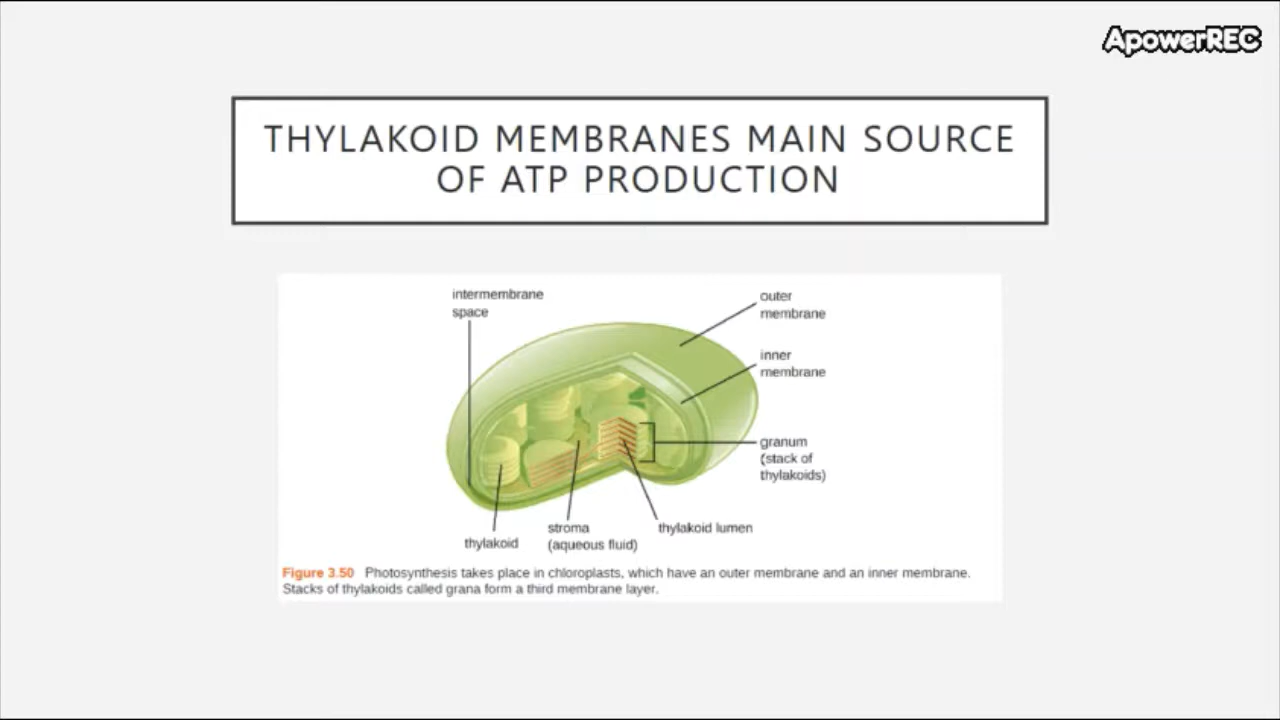 ApowerREC
THYLAKOID MEMBRANES MAIN SOURCE
OF ATP PRODUCTION
intermembrane
space
outer
membrane
inner
membrane
granum
(stack of
thylakoids)
thylakoid lumen
stroma
(aqueous fluid)
thylakoid
Figure 3.50 Photosynthesis takes place in chloroplasts, which have an outer membrane and an inner membrane.
Stacks of thylakoids called grana form a third membrane layer.